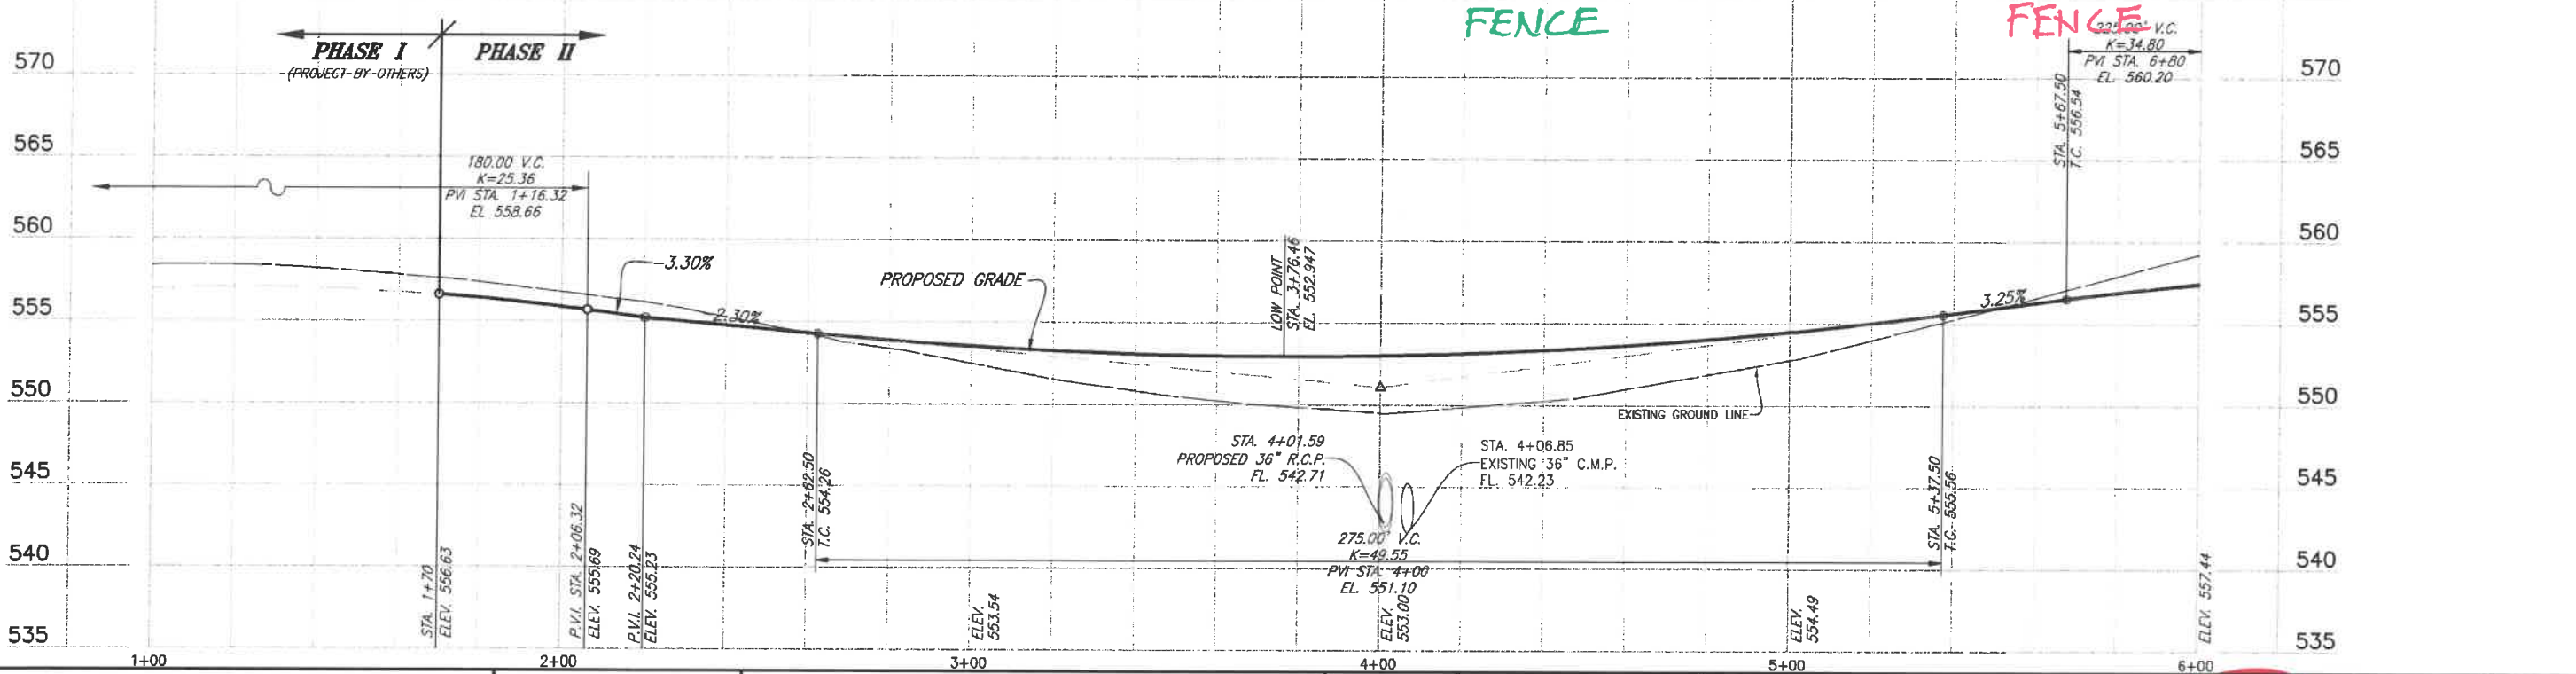 FENCE
FENCE
PHASE I
(PROJECT BY OTHERS)
PHASE II
225.00' V.C.
K=34.80
PVI STA. 6+80
EL. 560.20
STA. 5+67.50
T.C. 556.54
570
570
565
565
560
560
555
555
550
550
545
545
540
540
535
535
180.00 V.C.
K=25.36
PVI STA. 1+16.32
EL 558.66
-3.30%
2.30%
PROPOSED GRADE
LOW POINT
STA. 3+76.46
EL. 552.947
3.25%
EXISTING GROUND LINE
STA. 4+01.59
PROPOSED 36" R.C.P.
FL. 542.71
STA. 4+06.85
EXISTING 36" C.M.P.
FL. 542.23
275.00' V.C.
K=49.55
PVI STA. 4+00
EL. 551.10
STA. 1+70
ELEV. 556.63
P.V.I. STA. 2+06.32
ELEV. 555.69
P.V.I. 2+20.24
ELEV. 555.23
STA. 2+62.50
T.C. 554.26
ELEV.
553.54
ELEV.
553.00
ELEV.
554.49
STA. 5+37.50
T.C. 555.56
ELEV. 557.44
1+00
2+00
3+00
4+00
5+00
6+00